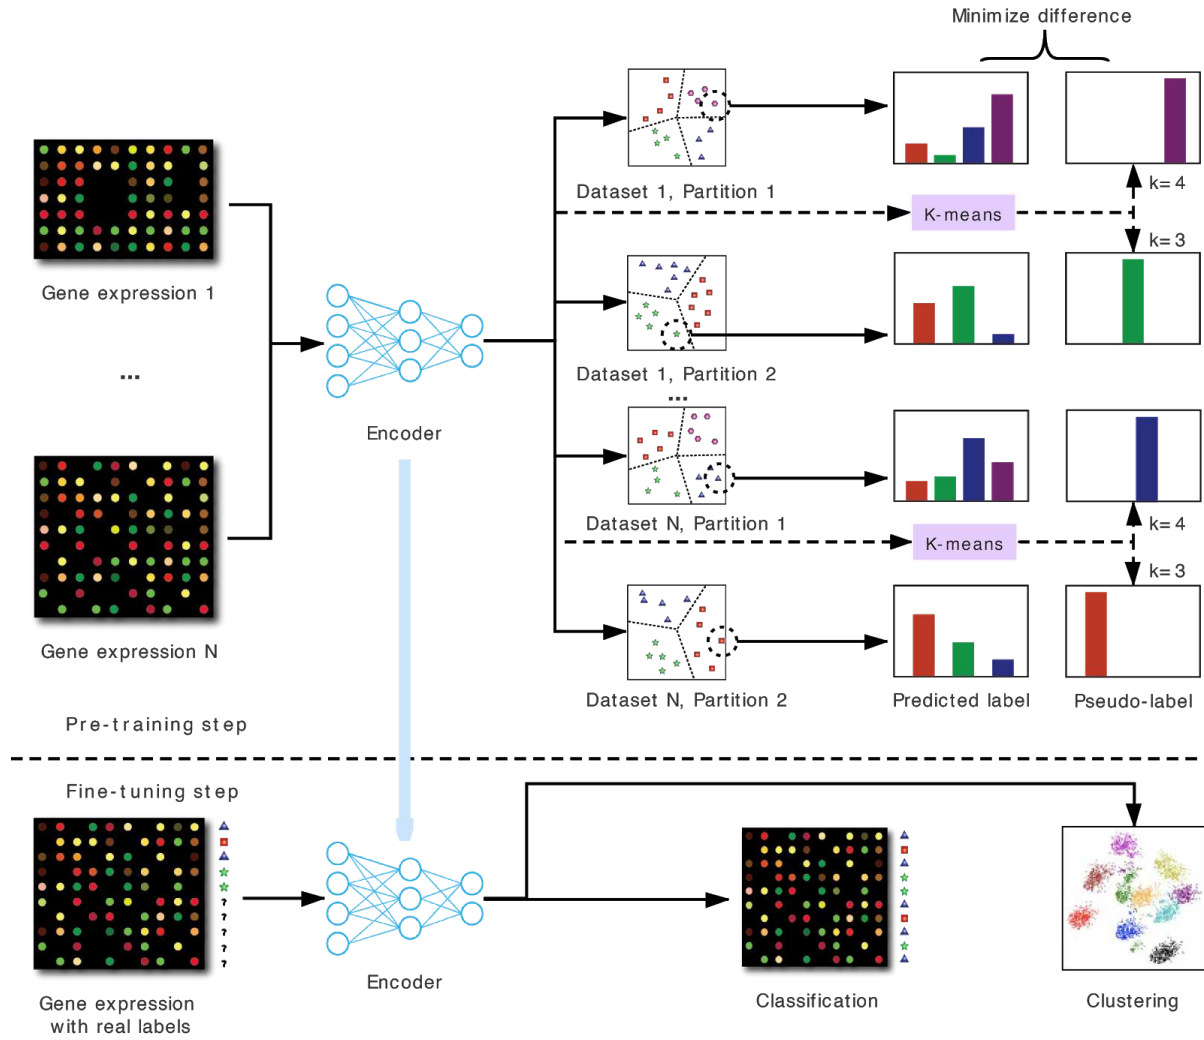 Minimize difference
Gene expression 1
...
Gene expression N
Encoder
Dataset 1, Partition 1
K-means
k= 4
k= 3
Dataset 1, Partition 2
...
Dataset N, Partition 1
K-means
k= 4
k= 3
Dataset N, Partition 2
Predicted label
Pseudo-label
Pre-training step
Fine-tuning step
?
?
?
?
?
Gene expression
with real labels
Encoder
Classification
Clustering